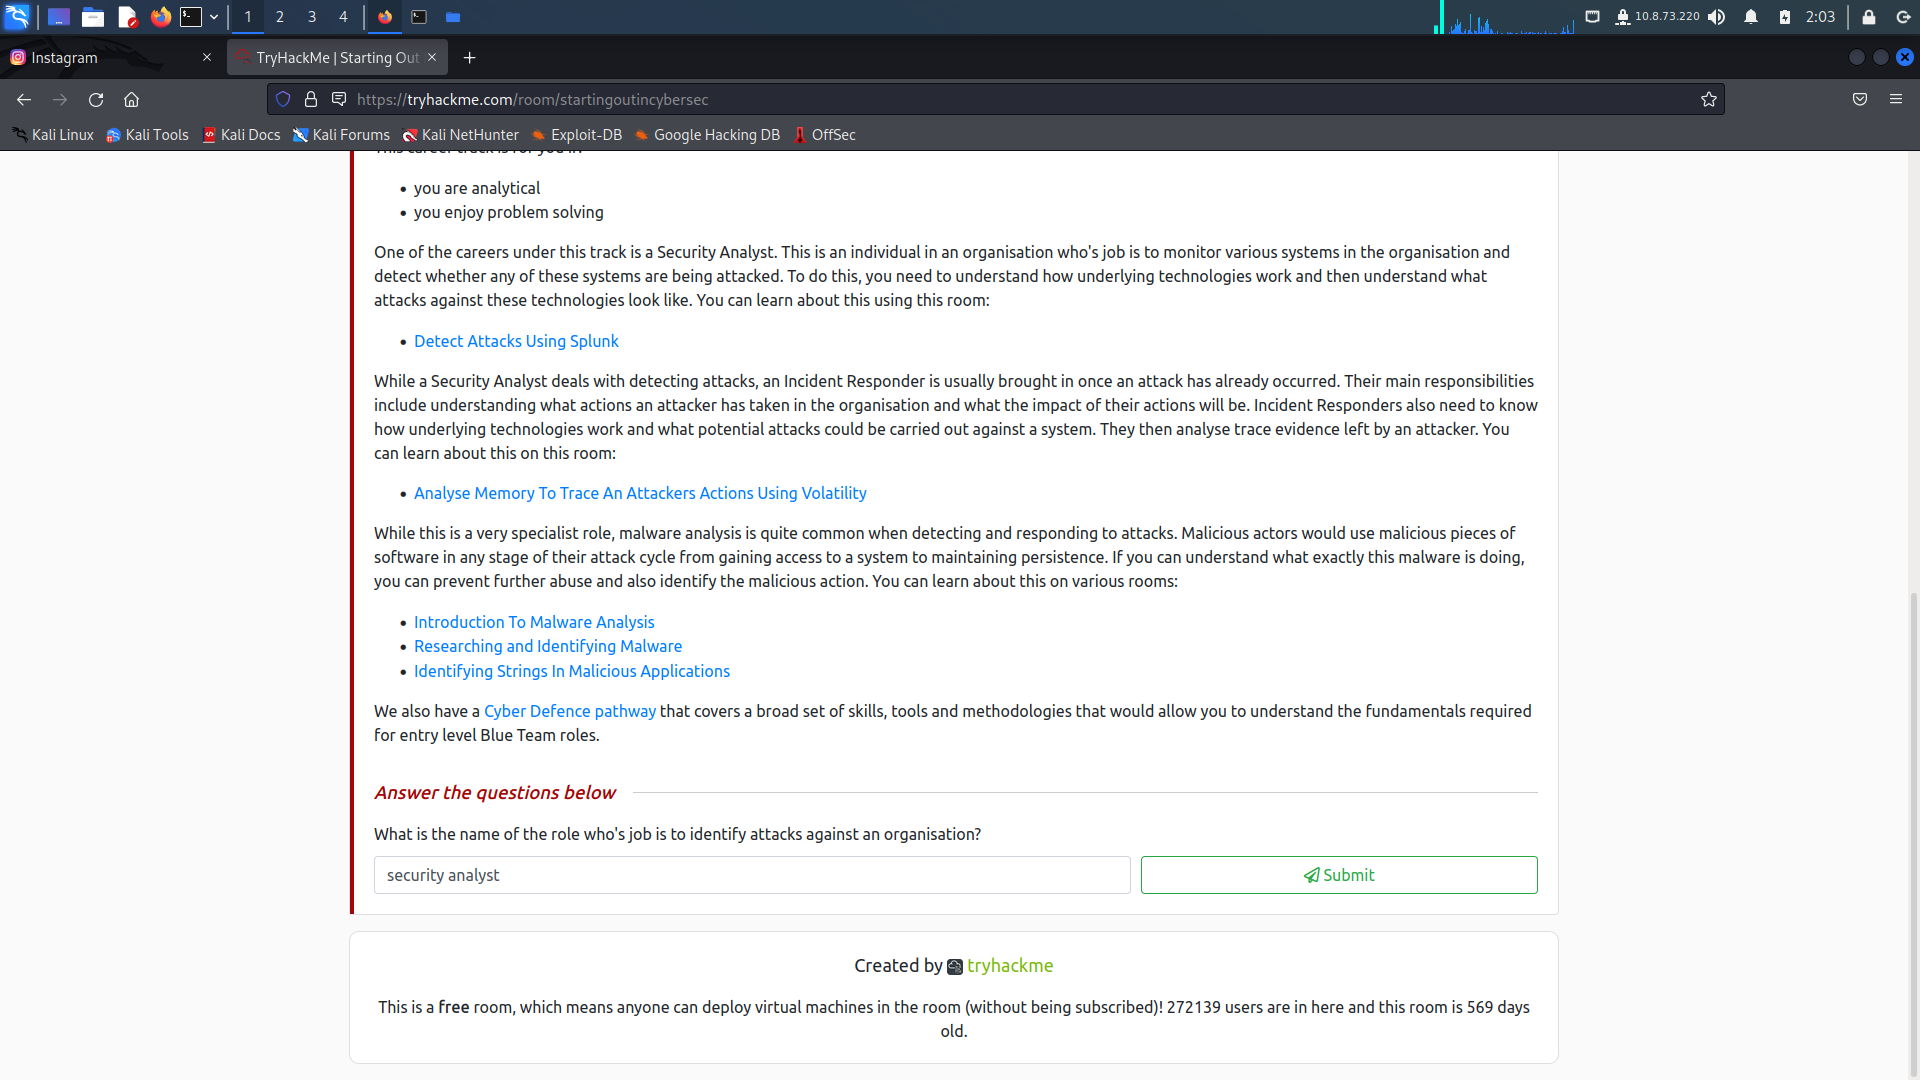 1 2 3 4 10.8.73.220 2:03
Instagram
TryHackMe | Starting Out
https://tryhackme.com/room/startingoutincybersec
Kali Linux Kali Tools Kali Docs Kali Forums Kali NetHunter Exploit-DB Google Hacking DB OffSec
This career track is for you if:
• you are analytical
• you enjoy problem solving
One of the careers under this track is a Security Analyst. This is an individual in an organisation who's job is to monitor various systems in the organisation and
detect whether any of these systems are being attacked. To do this, you need to understand how underlying technologies work and then understand what
attacks against these technologies look like. You can learn about this using this room:
• Detect Attacks Using Splunk
While a Security Analyst deals with detecting attacks, an Incident Responder is usually brought in once an attack has already occurred. Their main responsibilities
include understanding what actions an attacker has taken in the organisation and what the impact of their actions will be. Incident Responders also need to know
how underlying technologies work and what potential attacks could be carried out against a system. They then analyse trace evidence left by an attacker. You
can learn about this on this room:
• Analyse Memory To Trace An Attackers Actions Using Volatility
While this is a very specialist role, malware analysis is quite common when detecting and responding to attacks. Malicious actors would use malicious pieces of
software in any stage of their attack cycle from gaining access to a system to maintaining persistence. If you can understand what exactly this malware is doing,
you can prevent further abuse and also identify the malicious action. You can learn about this on various rooms:
• Introduction To Malware Analysis
• Researching and Identifying Malware
• Identifying Strings In Malicious Applications
We also have a Cyber Defence pathway that covers a broad set of skills, tools and methodologies that would allow you to understand the fundamentals required
for entry level Blue Team roles.
Answer the questions below
What is the name of the role who's job is to identify attacks against an organisation?
security analyst
Submit
Created by tryhackme
This is a free room, which means anyone can deploy virtual machines in the room (without being subscribed)! 272139 users are in here and this room is 569 days
old.